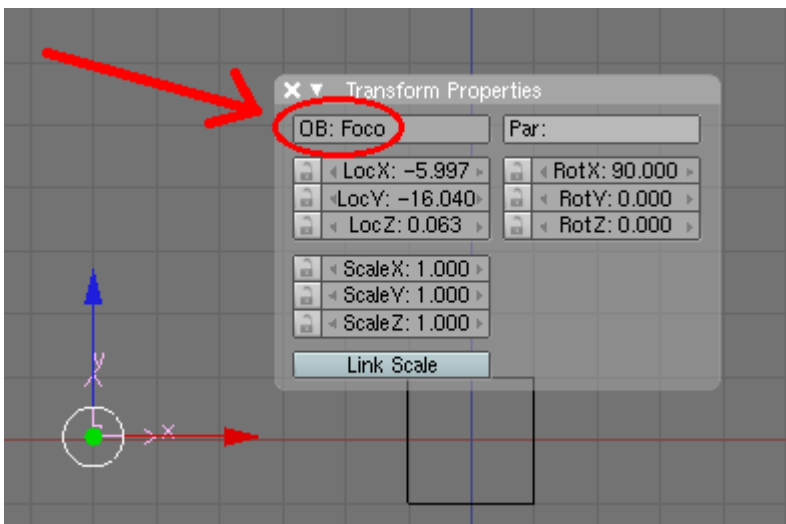 Transform Properties
OB: Foco
Par:
LocX: -5.997
RotX: 90.000
LocY: -16.040
RotY: 0.000
LocZ: 0.063
RotZ: 0.000
ScaleX: 1.000
ScaleY: 1.000
ScaleZ: 1.000
Link Scale
y
x